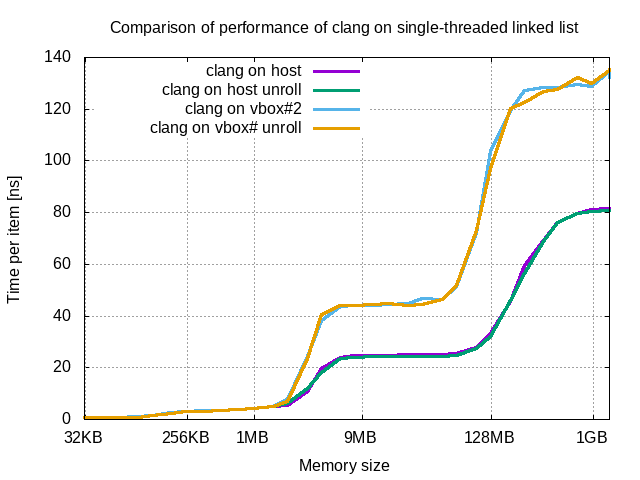 Comparison of performance of clang on single-threaded linked list
clang on host
clang on host unroll
clang on vbox#2
clang on vbox# unroll
Time per item [ns]
140
120
100
80
60
40
20
0
32KB 256KB 1MB 9MB 128MB 1GB
Memory size